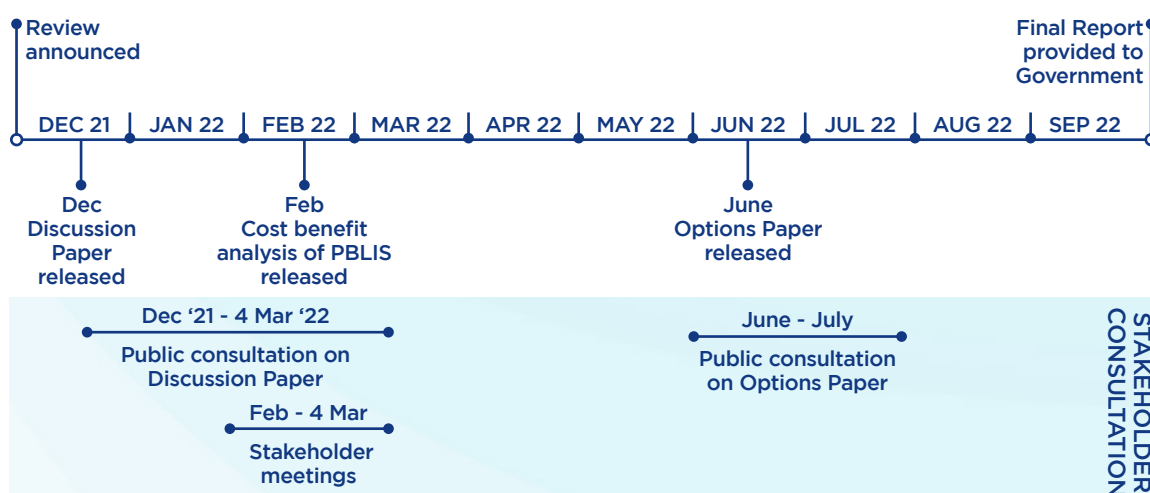 Review
announced
Final Report
provided to
Government
DEC 21
JAN 22
FEB 22
MAR 22
APR 22
MAY 22
JUN 22
JUL 22
AUG 22
SEP 22
Dec
Discussion
Paper
released
Feb
Cost benefit
analysis of PBLIS
released
June
Options Paper
released
Dec ‘21 - 4 Mar ‘22
Public consultation on
Discussion Paper
Feb - 4 Mar
Stakeholder
meetings
June - July
Public consultation
on Options Paper
STAKEHOLDER
CONSULTATION